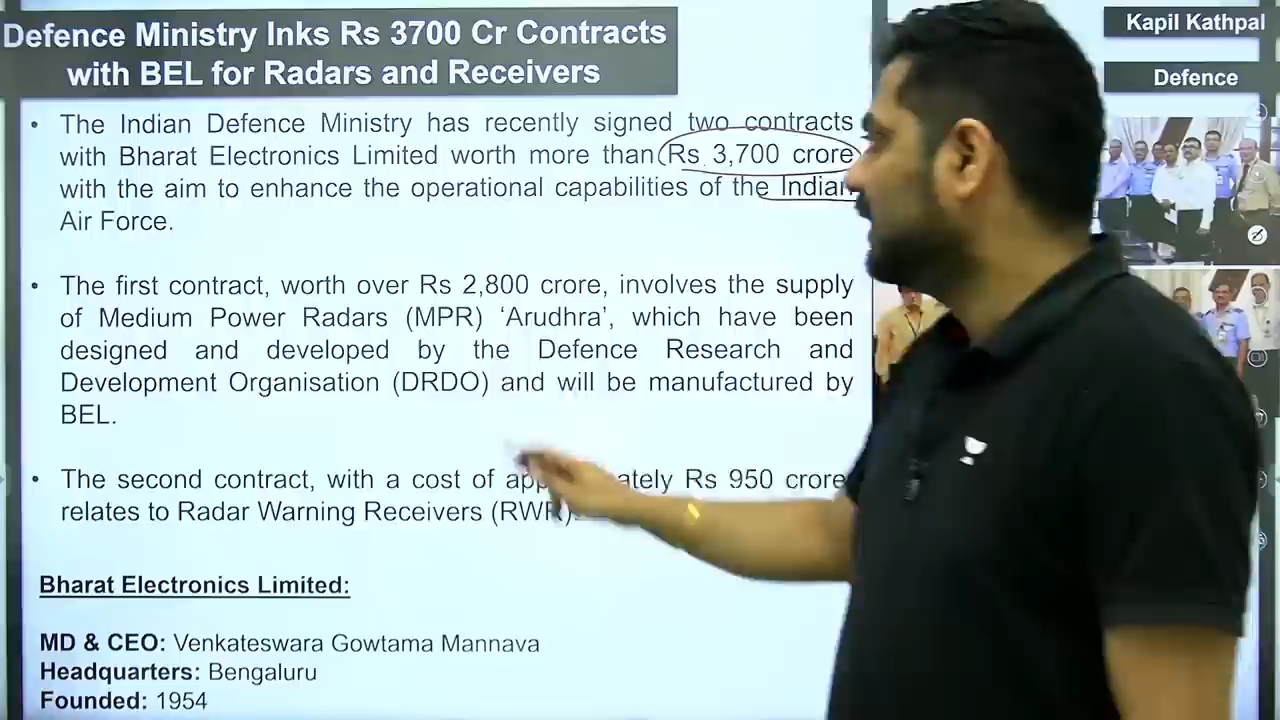 Defence Ministry Inks Rs 3700 Cr Contracts
with BEL for Radars and Receivers
Kapil Kathpal
Defence
• The Indian Defence Ministry has recently signed two contracts
with Bharat Electronics Limited worth more than Rs 3,700 crore
with the aim to enhance the operational capabilities of the Indian
Air Force.
• The first contract, worth over Rs 2,800 crore, involves the supply
of Medium Power Radars (MPR) ‘Arudhra’, which have been
designed and developed by the Defence Research and
Development Organisation (DRDO) and will be manufactured by
BEL.
• The second contract, with a cost of Rs 950 crore
relates to Radar Warning Receivers (RWR).
Bharat Electronics Limited:
MD & CEO: Venkateswara Gowtama Mannava
Headquarters: Bengaluru
Founded: 1954